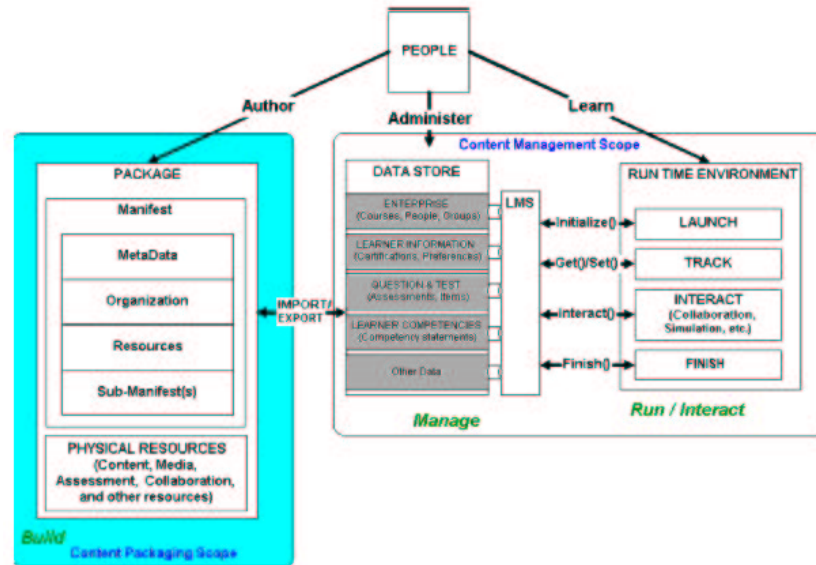 PEOPLE
Author
Administer
Learn
Content Management Scope
PACKAGE
Manifest
MetaData
Organization
Resources
Sub-Manifest(s)
PHYSICAL RESOURCES
(Content, Media,
Assessment, Collaboration,
and other resources)
Build
Content Packaging Scope
IMPORT/
EXPORT
DATA STORE
ENTERPRISE
(Courses, People, Groups)
LEARNER INFORMATION
(Certifications, Preferences)
QUESTION & TEST
(Assessments, Items)
LEARNER COMPETENCIES
(Competency statements)
Other Data
LMS
Manage
Initialize()
Get()/Set()
Interact()
Finish()
RUN TIME ENVIRONMENT
LAUNCH
TRACK
INTERACT
(Collaboration,
Simulation, etc.)
FINISH
Run / Interact